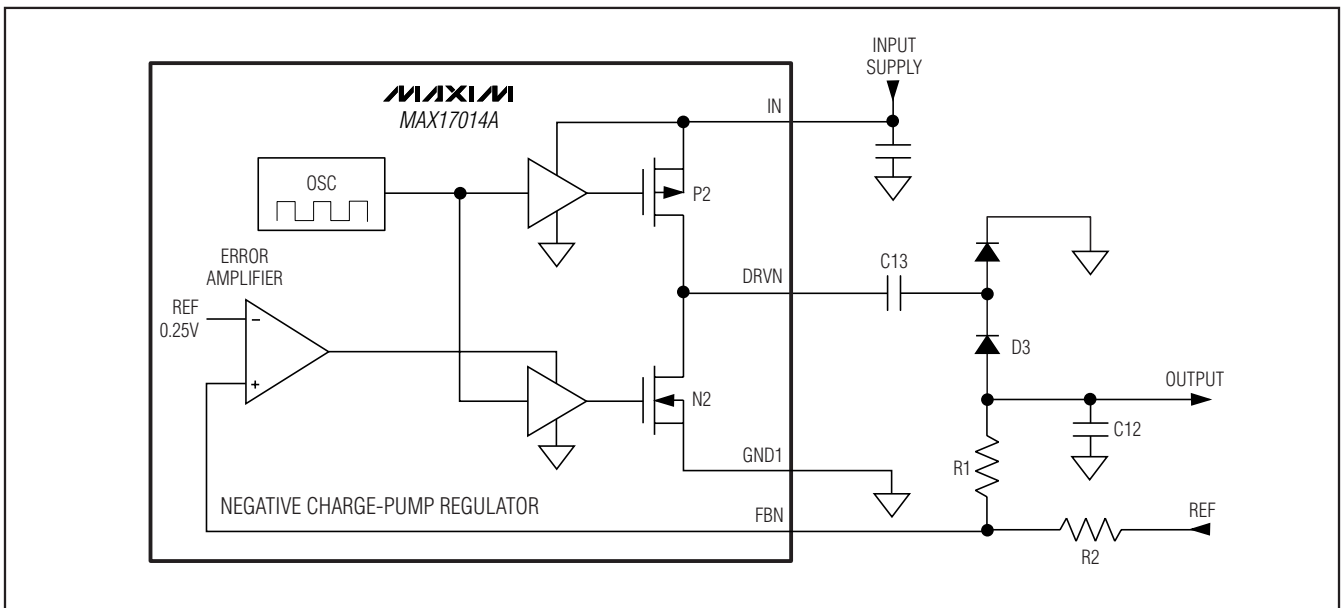 INPUT
SUPPLY
MAXIM
MAX17014A
IN
OSC
P2
ERROR
AMPLIFIER
C13
DRVN
REF
0.25V
−
D3
+
N2
OUTPUT
C12
GND1
R1
NEGATIVE CHARGE-PUMP REGULATOR
FBN
REF
R2